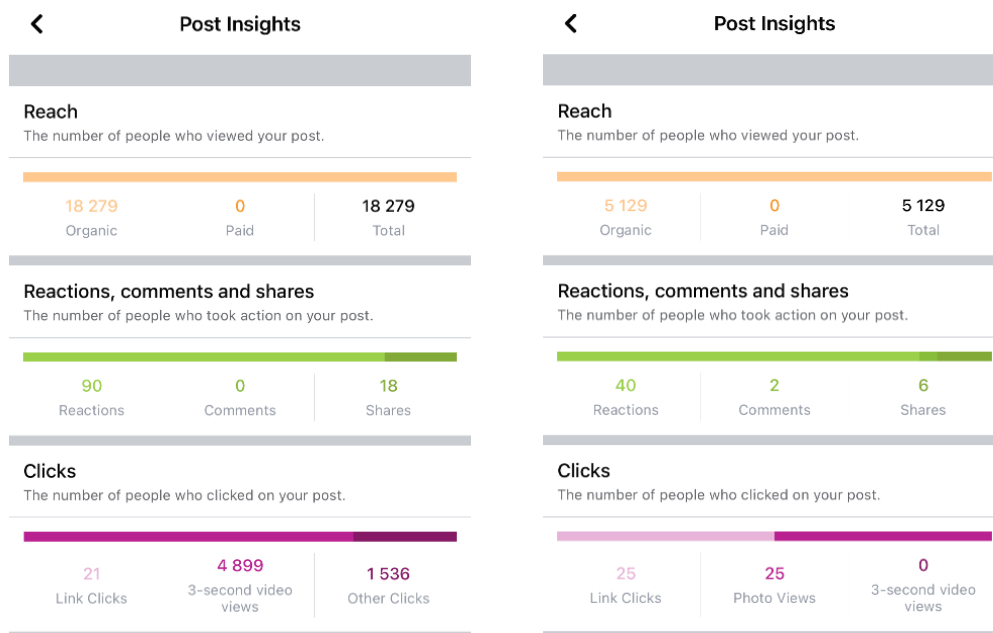 Post Insights
Reach
The number of people who viewed your post.
18 279 0 18 279
Organic Paid Total
Reactions, comments and shares
The number of people who took action on your post.
90 0 18
Reactions Comments Shares
Clicks
The number of people who clicked on your post.
21 4 899 1 536
Link Clicks 3-second video views Other Clicks
Post Insights
Reach
The number of people who viewed your post.
5 129 0 5 129
Organic Paid Total
Reactions, comments and shares
The number of people who took action on your post.
40 2 6
Reactions Comments Shares
Clicks
The number of people who clicked on your post.
25 25 0
Link Clicks Photo Views 3-second video views